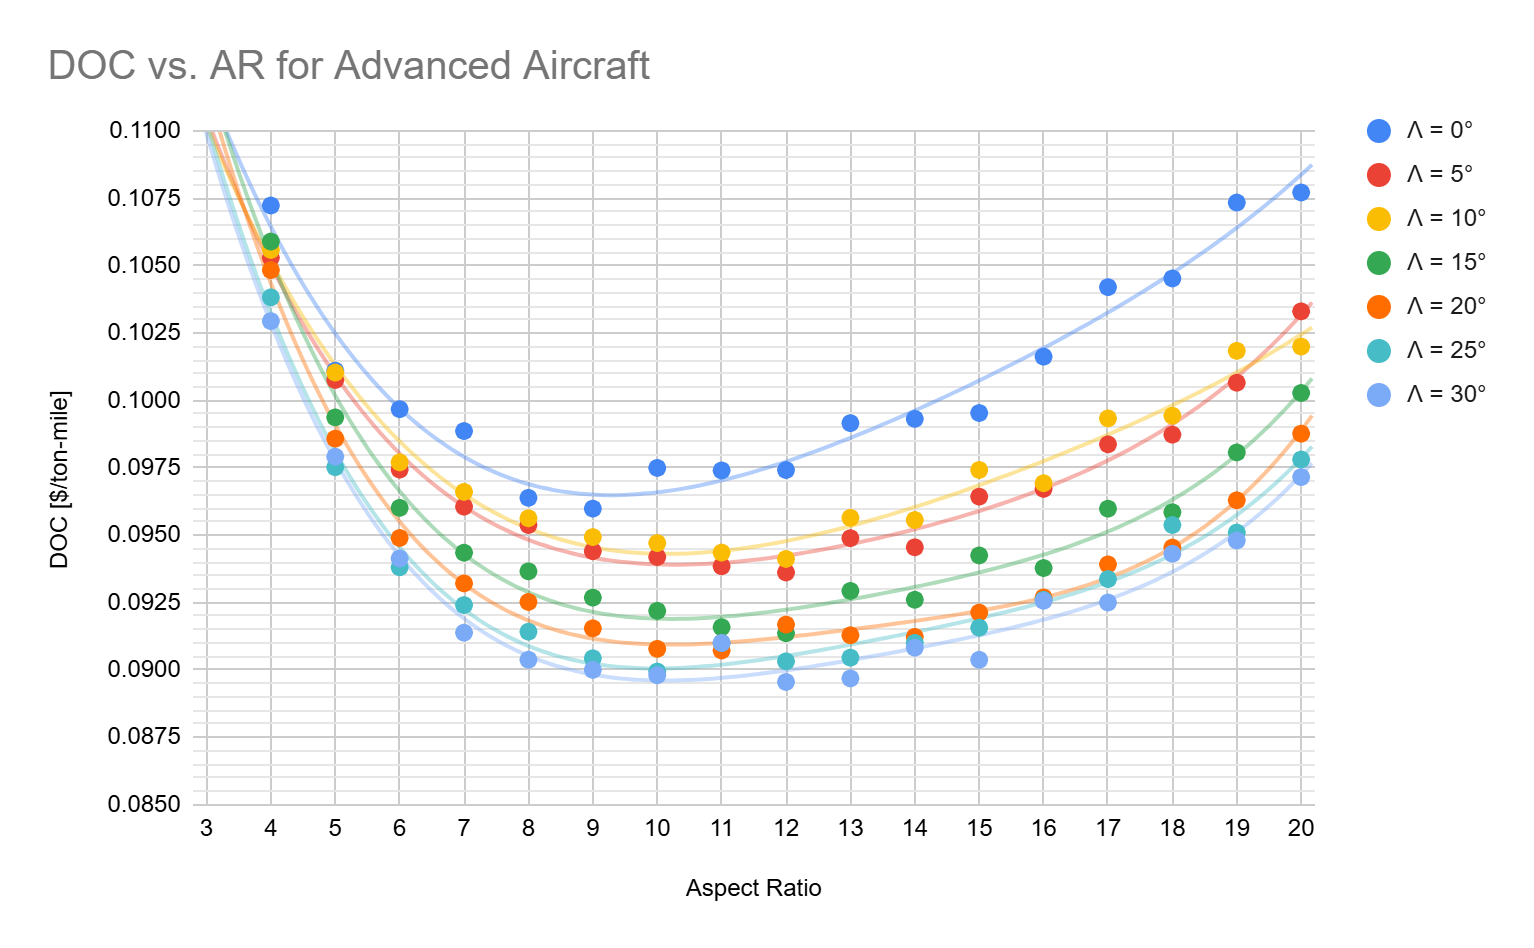 DOC vs. AR for Advanced Aircraft
DOC [$/ton-mile]
0.1100
0.1075
0.1050
0.1025
0.1000
0.0975
0.0950
0.0925
0.0900
0.0875
0.0850
3 4 5 6 7 8 9 10 11 12 13 14 15 16 17 18 19 20
Aspect Ratio
Λ = 0°
Λ = 5°
Λ = 10°
Λ = 15°
Λ = 20°
Λ = 25°
Λ = 30°